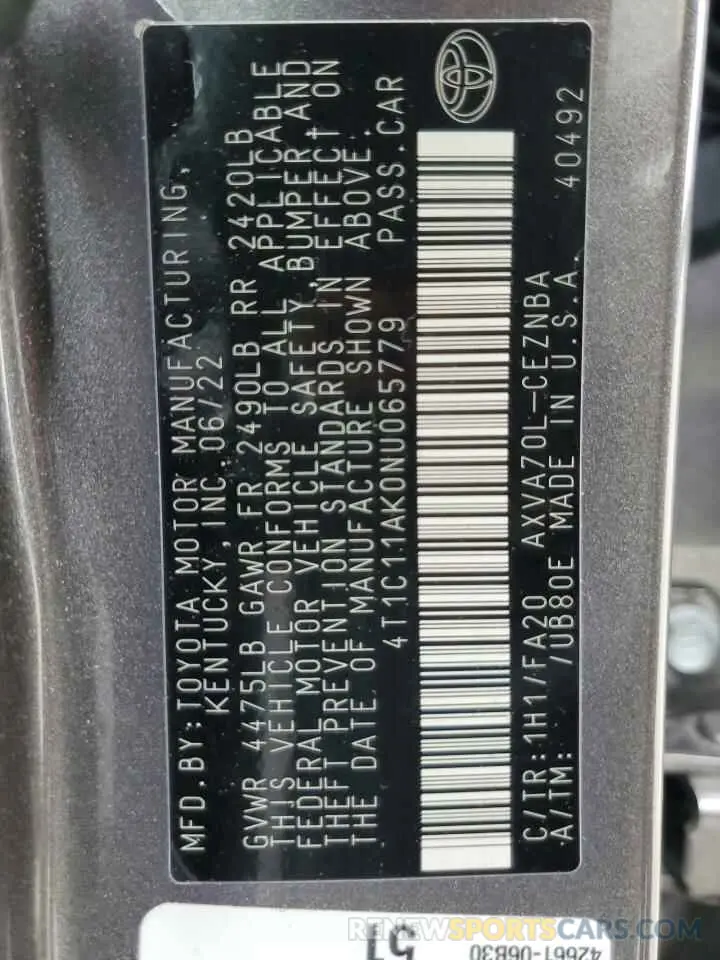 MFD.BY:TOYOTA MOTOR MANUFACTURING,
KENTUCKY,INC. 06/22
GVWR 4475LB GAWR FR 2490LB RR 2420LB
THIS VEHICLE CONFORMS TO ALL APPLICABLE
FEDERAL MOTOR VEHICLE SAFETY, BUMPER AND
THEFT PREVENTION STANDARDS IN EFFECT ON
THE DATE OF MANUFACTURE SHOWN ABOVE.
4T1C11AK0NU065779 PASS.CAR
C/TR:1H1/FA20 AXVA70L-CEZNBA 40492
A/TM: /UB80E MADE IN U.S.A.
51
42661-06B30
RENEWSPORTSCARS.COM